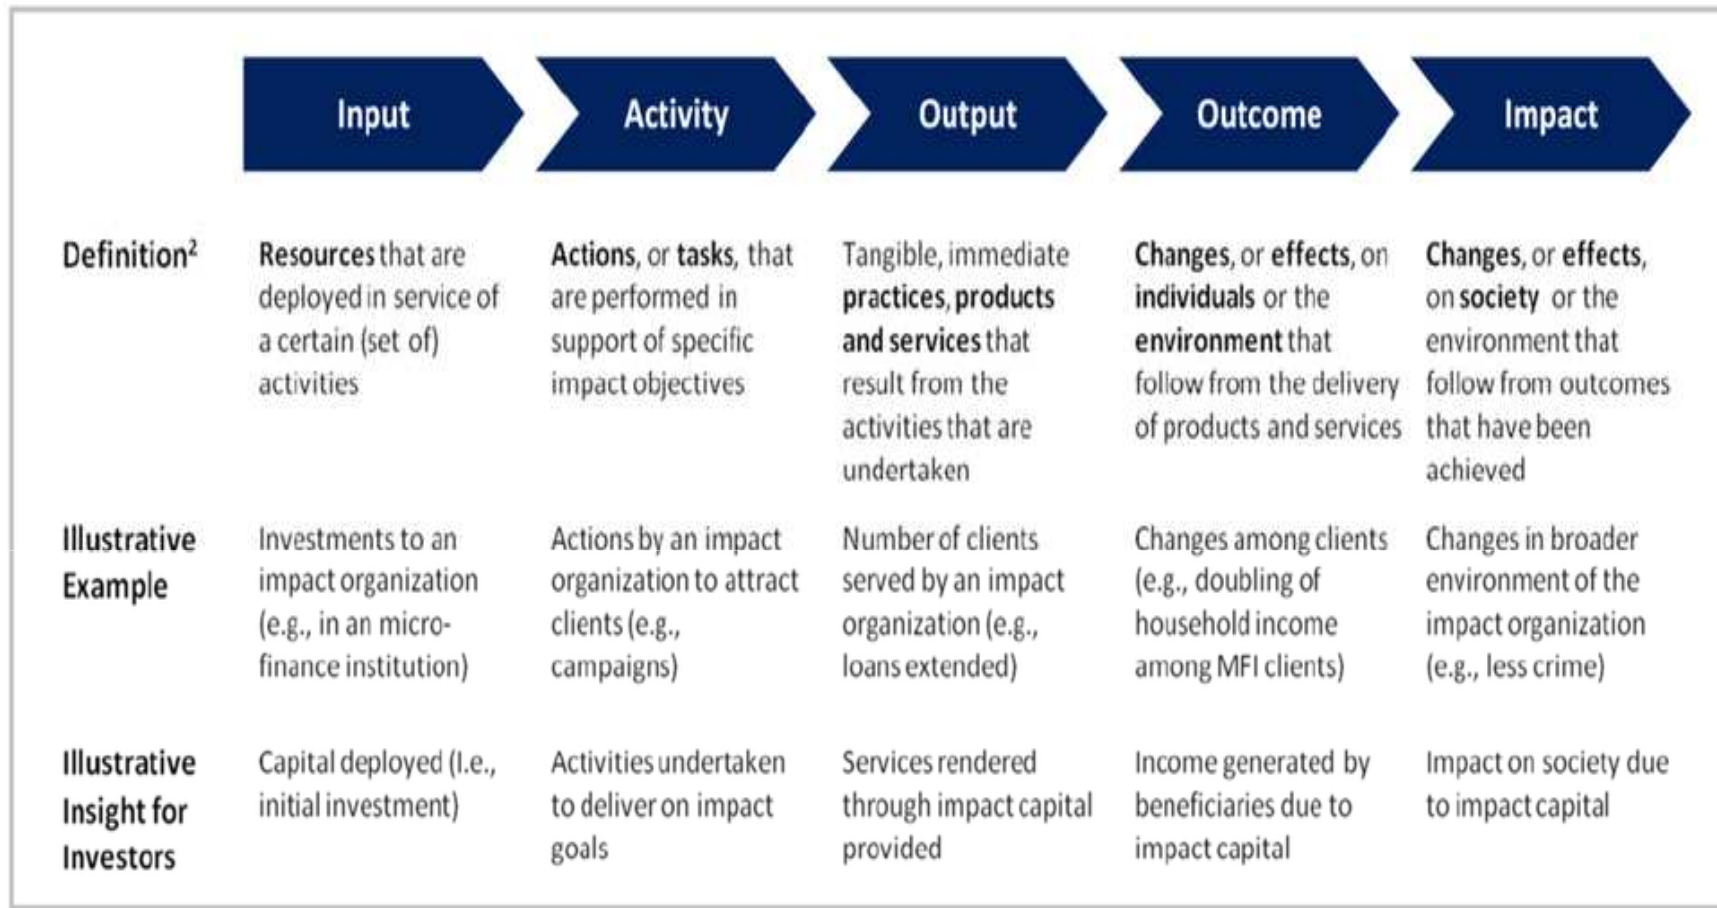 Input
Activity
Output
Outcome
Impact
Definition²
Resources that are
deployed in service of
a certain (set of)
activities
Actions, or tasks, that
are performed in
support of specific
impact objectives
Tangible, immediate
practices, products
and services that
result from the
activities that are
undertaken
Changes, or effects, on
individuals or the
environment that
follow from the delivery
of products and services
Changes, or effects,
on society or the
environment that
follow from outcomes
that have been
achieved
Illustrative
Example
Investments to an
impact organization
(e.g., in an micro-
finance institution)
Actions by an impact
organization to attract
clients (e.g.,
campaigns)
Number of clients
served by an impact
organization (e.g.,
loans extended)
Changes among clients
(e.g., doubling of
household income
among MFI clients)
Changes in broader
environment of the
impact organization
(e.g., less crime)
Illustrative
Insight for
Investors
Capital deployed (I.e.,
initial investment)
Activities undertaken
to deliver on impact
goals
Services rendered
through impact capital
provided
Income generated by
beneficiaries due to
impact capital
Impact on society due
to impact capital